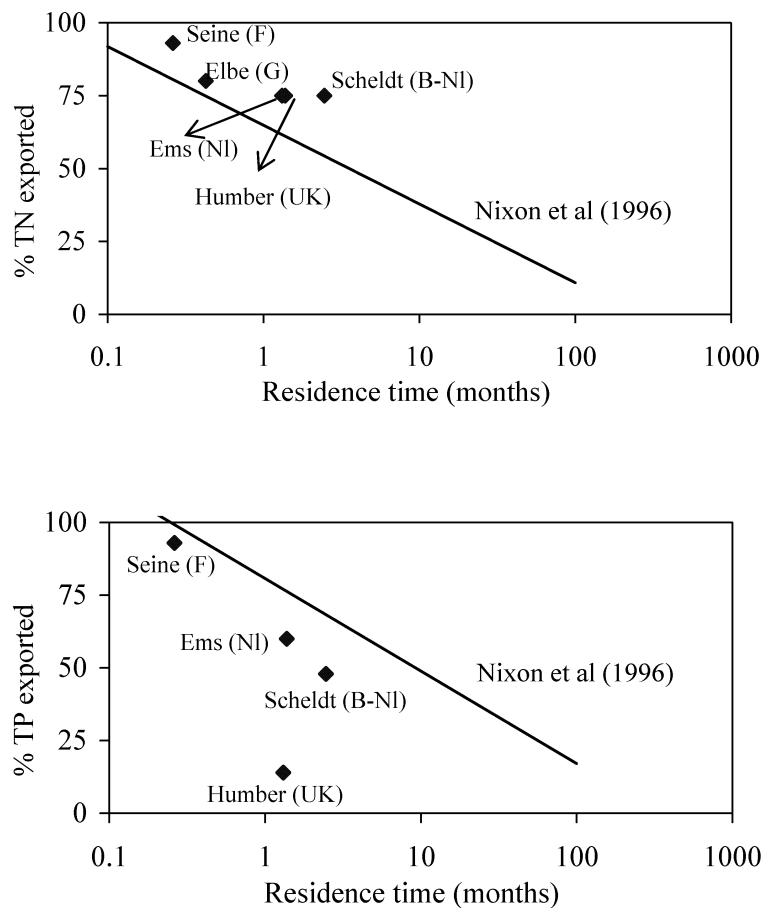 100
Seine (F)
Elbe (G)
Scheldt (B-Nl)
75
Ems (Nl)
50
Humber (UK)
Nixon et al (1996)
25
0
% TN exported
0.1 1 10 100 1000
Residence time (months)
100
Seine (F)
75
Ems (Nl)
50
Nixon et al (1996)
Scheldt (B-Nl)
25
Humber (UK)
0
% TP exported
0.1 1 10 100 1000
Residence time (months)